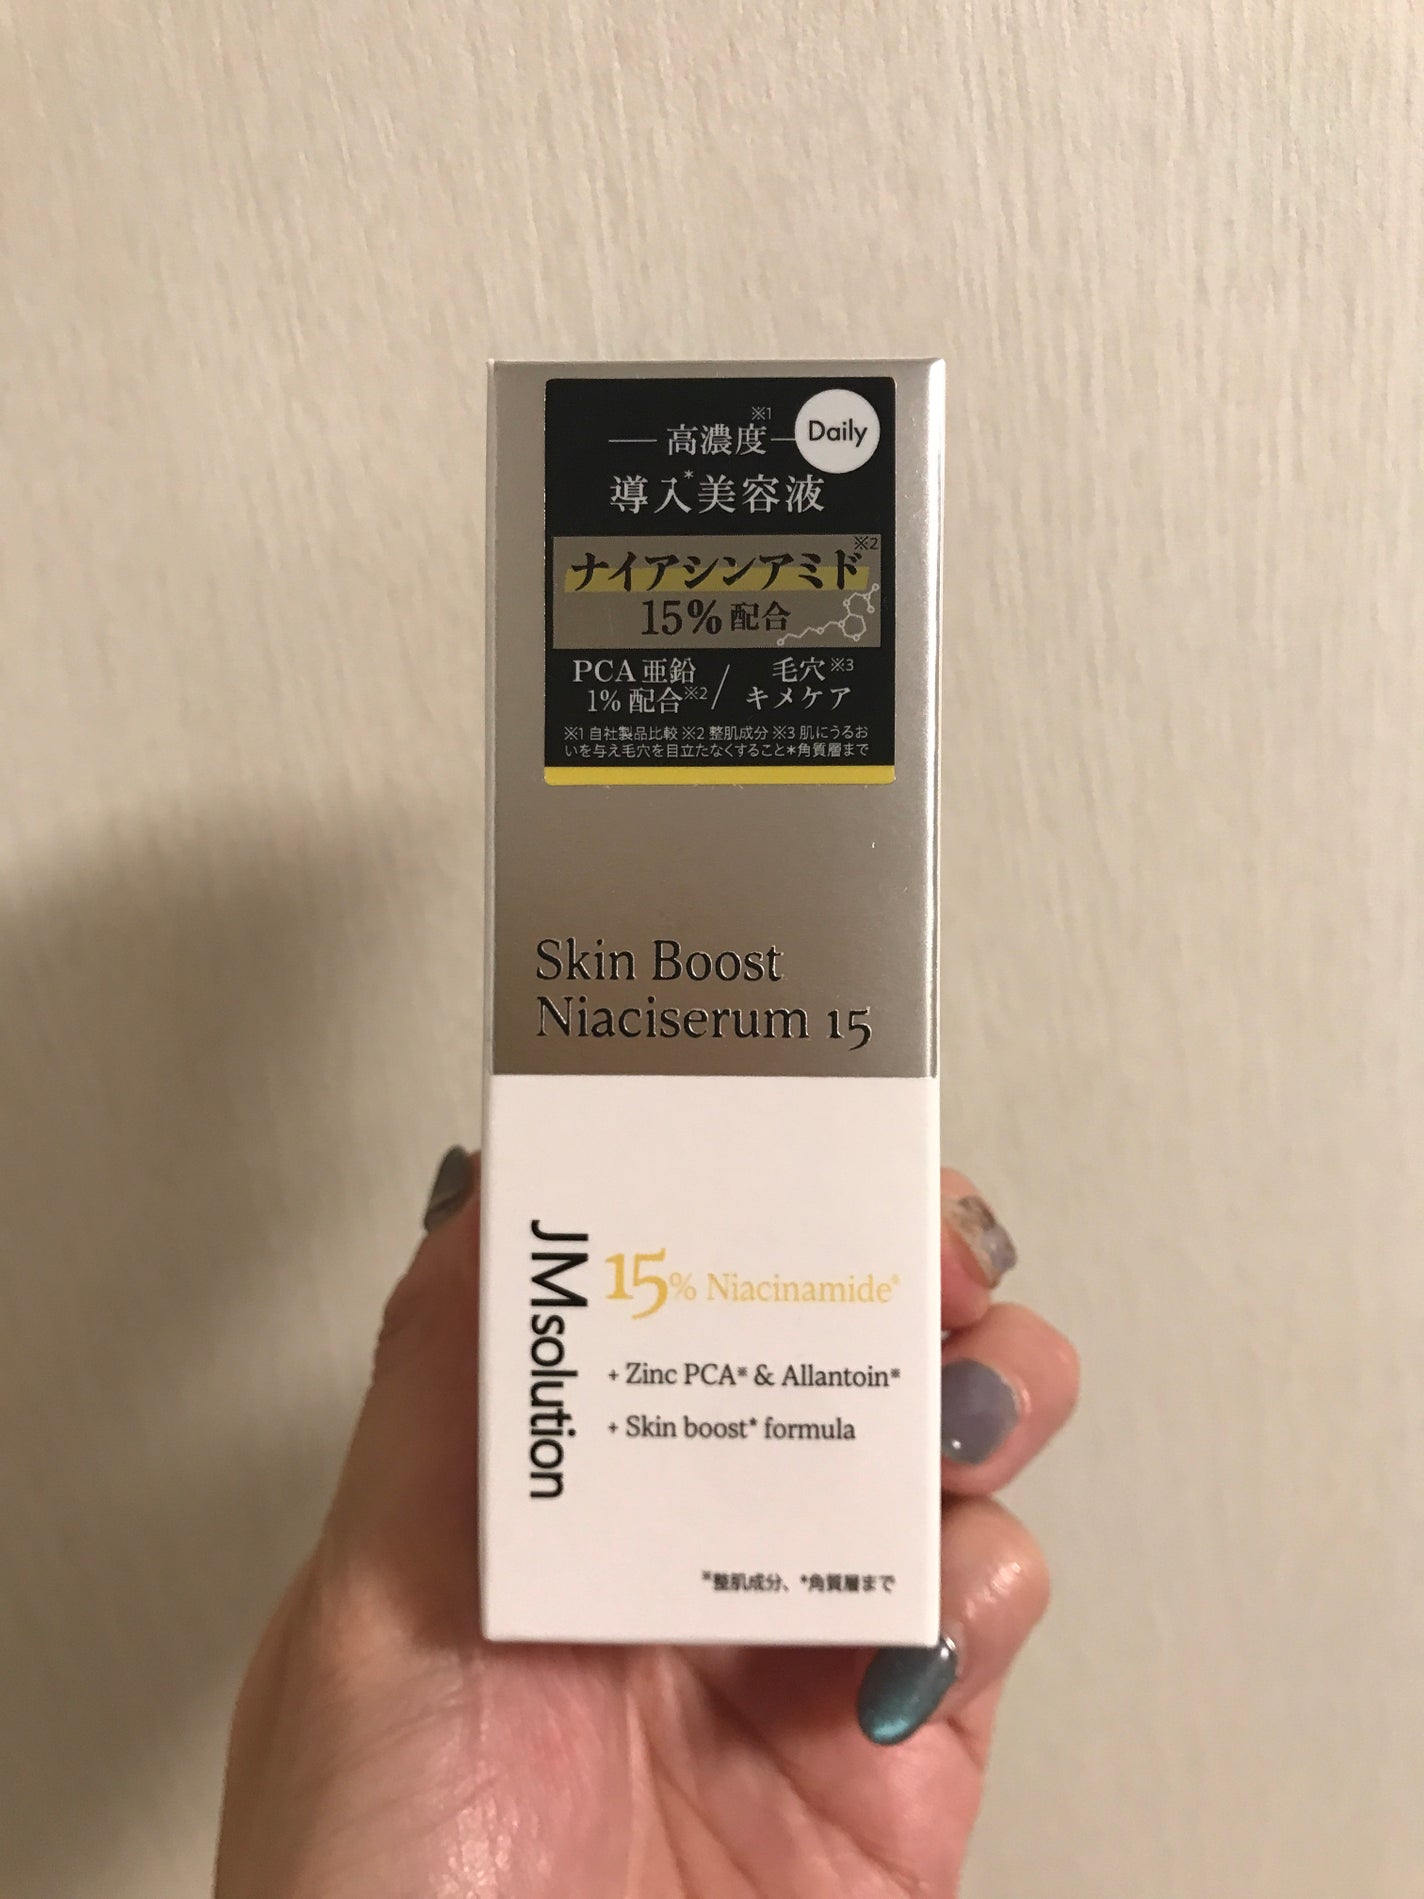 ※1
― 高濃度 ―
Daily
導入*美容液
ナイアシンアミド※2
15% 配合
PCA 亜鉛
1% 配合※2
/
毛穴※3
キメケア
※1 自社製品比較 ※2 整肌成分 ※3 肌にうるお
いを与え毛穴を目立たなくすること*角質層まで
Skin Boost
Niaciserum 15
JMsolution
15% Niacinamide※
+ Zinc PCA※ & Allantoin※
+ Skin boost* formula
※整肌成分、*角質層まで